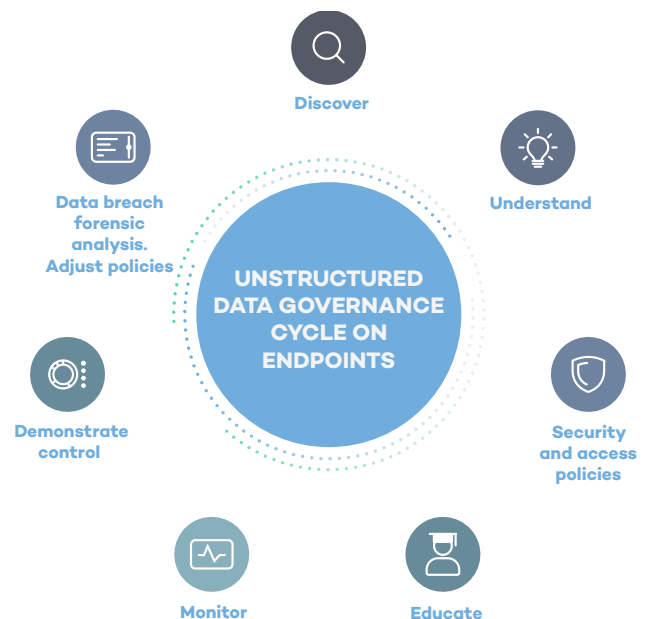 Discover
Understand
Security
and access
policies
Educate
Monitor
Demonstrate
control
Data breach
forensic
analysis.
Adjust policies
UNSTRUCTURED
DATA GOVERNANCE
CYCLE ON
ENDPOINTS